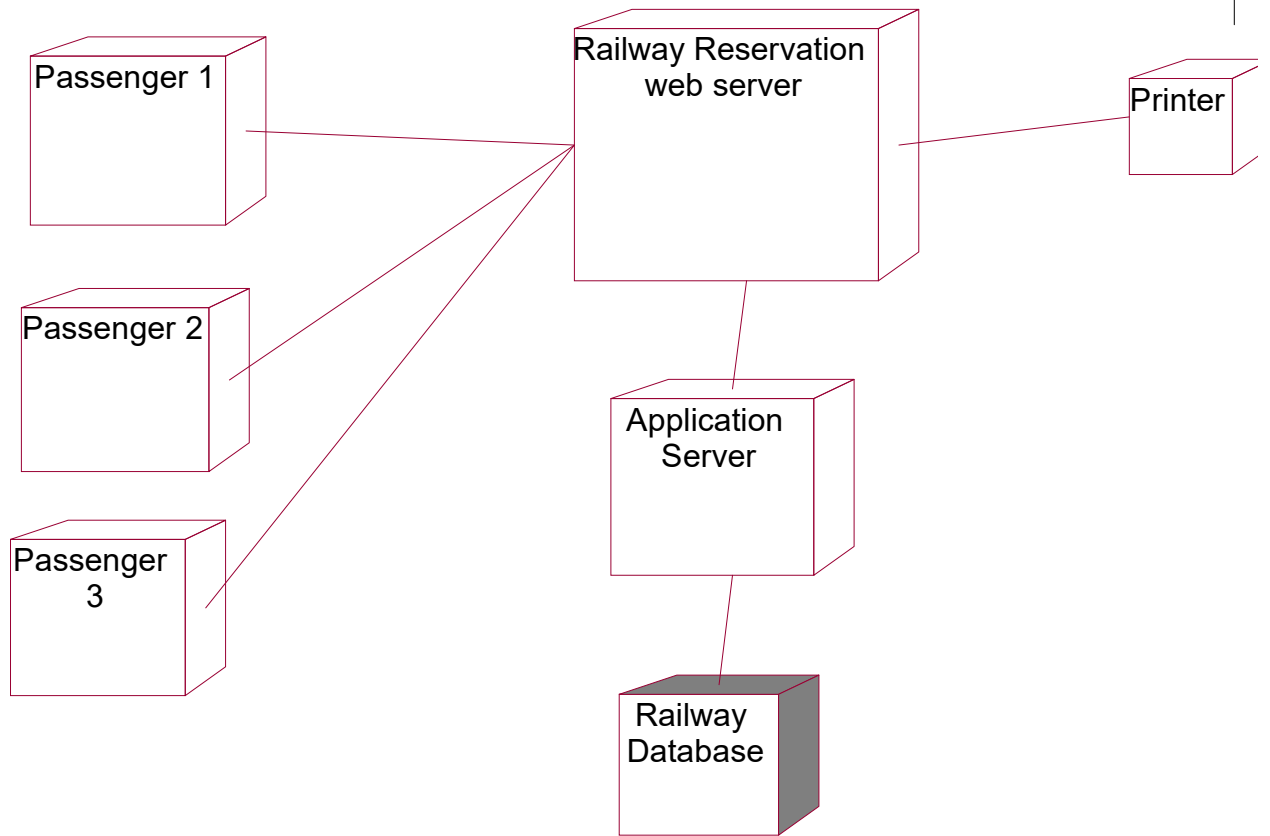 Passenger 1
Railway Reservation
web server
Printer
Passenger 2
Application
Server
Passenger
3
Railway
Database